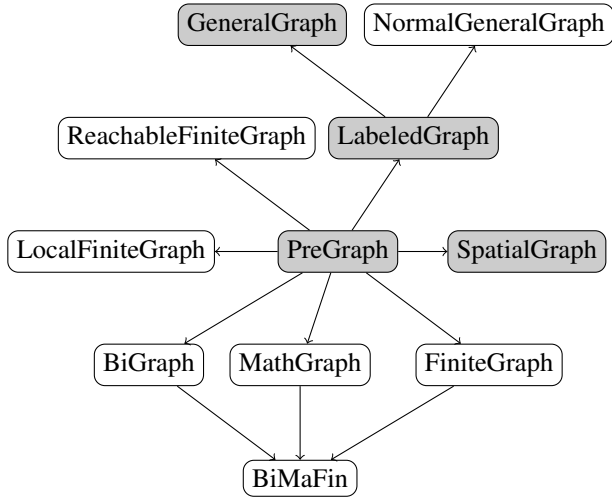 GeneralGraph
NormalGeneralGraph
ReachableFiniteGraph
LabeledGraph
LocalFiniteGraph
PreGraph
SpatialGraph
BiGraph
MathGraph
FiniteGraph
BiMaFin